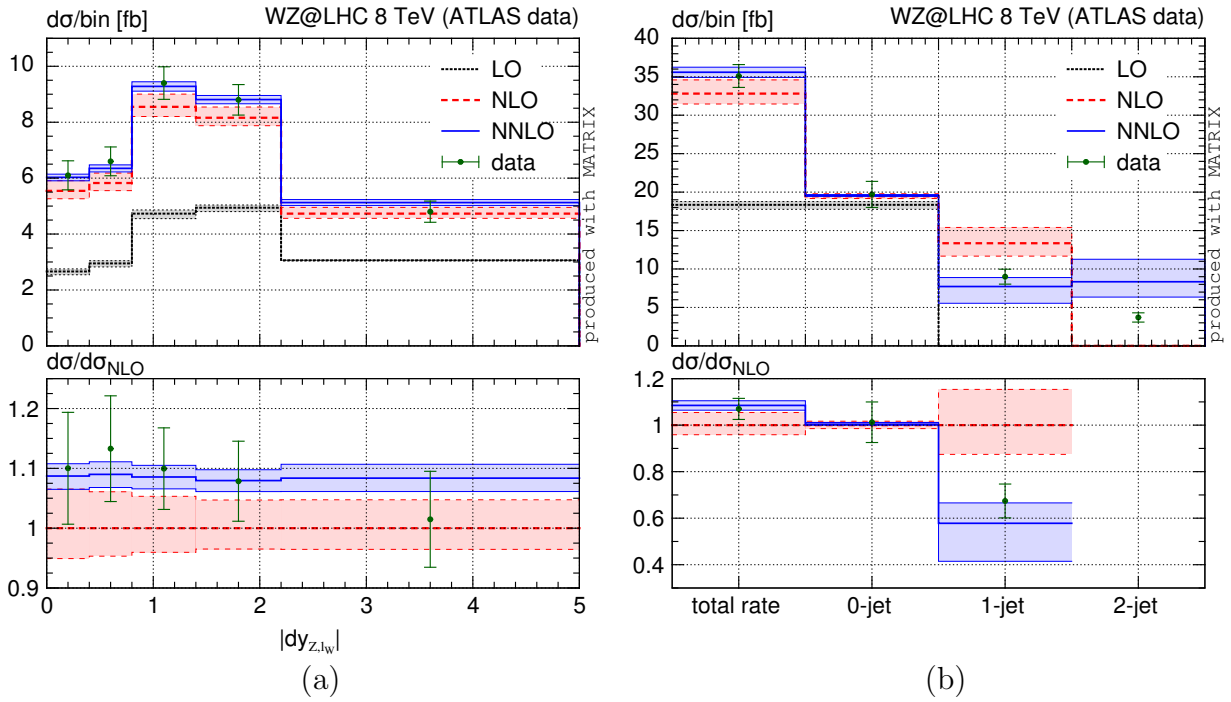 dσ/bin [fb] WZ@LHC 8 TeV (ATLAS data)
10
8
6
4
2
0
LO
NLO
NNLO
data
produced with MATRIX
dσ/dσNLO
1.2
1.1
1
0.9
0 1 2 3 4 5
|dy_{Z,l_W}|
(a)
dσ/bin [fb] WZ@LHC 8 TeV (ATLAS data)
40
35
30
25
20
15
10
5
0
LO
NLO
NNLO
data
produced with MATRIX
dσ/dσNLO
1.2
1
0.8
0.6
0.4
total rate 0-jet 1-jet 2-jet
(b)